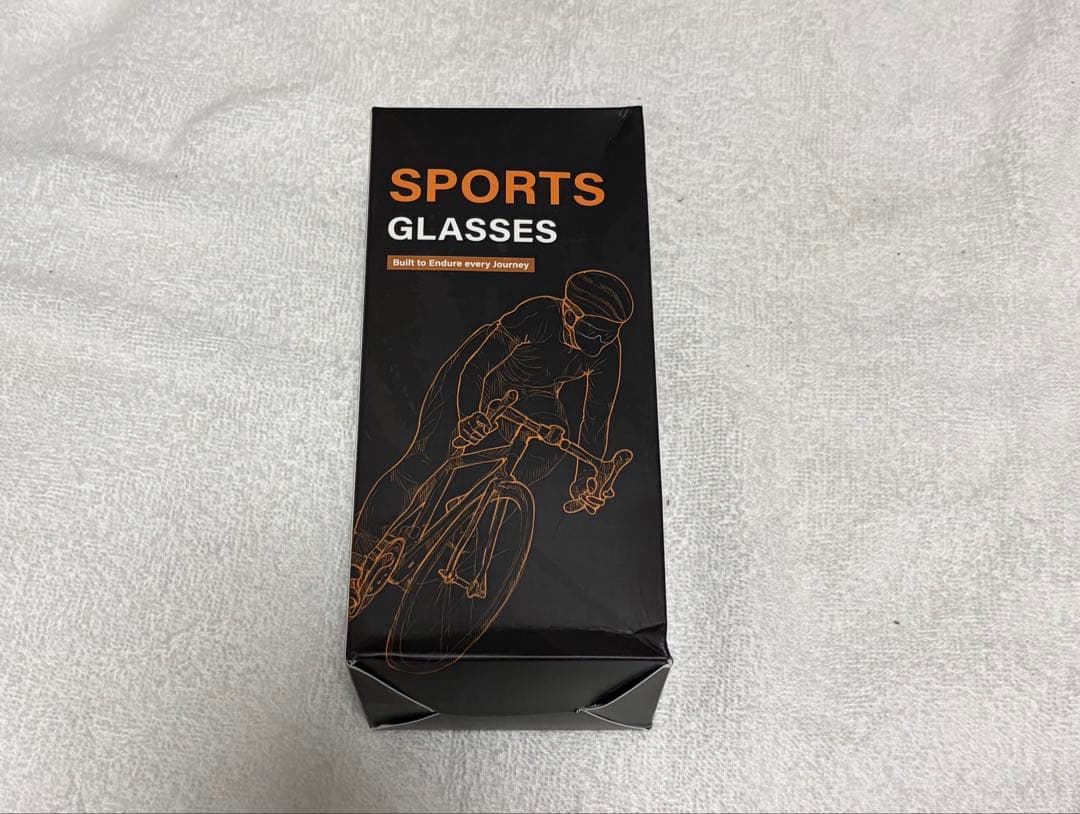 SPORTS
GLASSES
Built to Endure every Journey